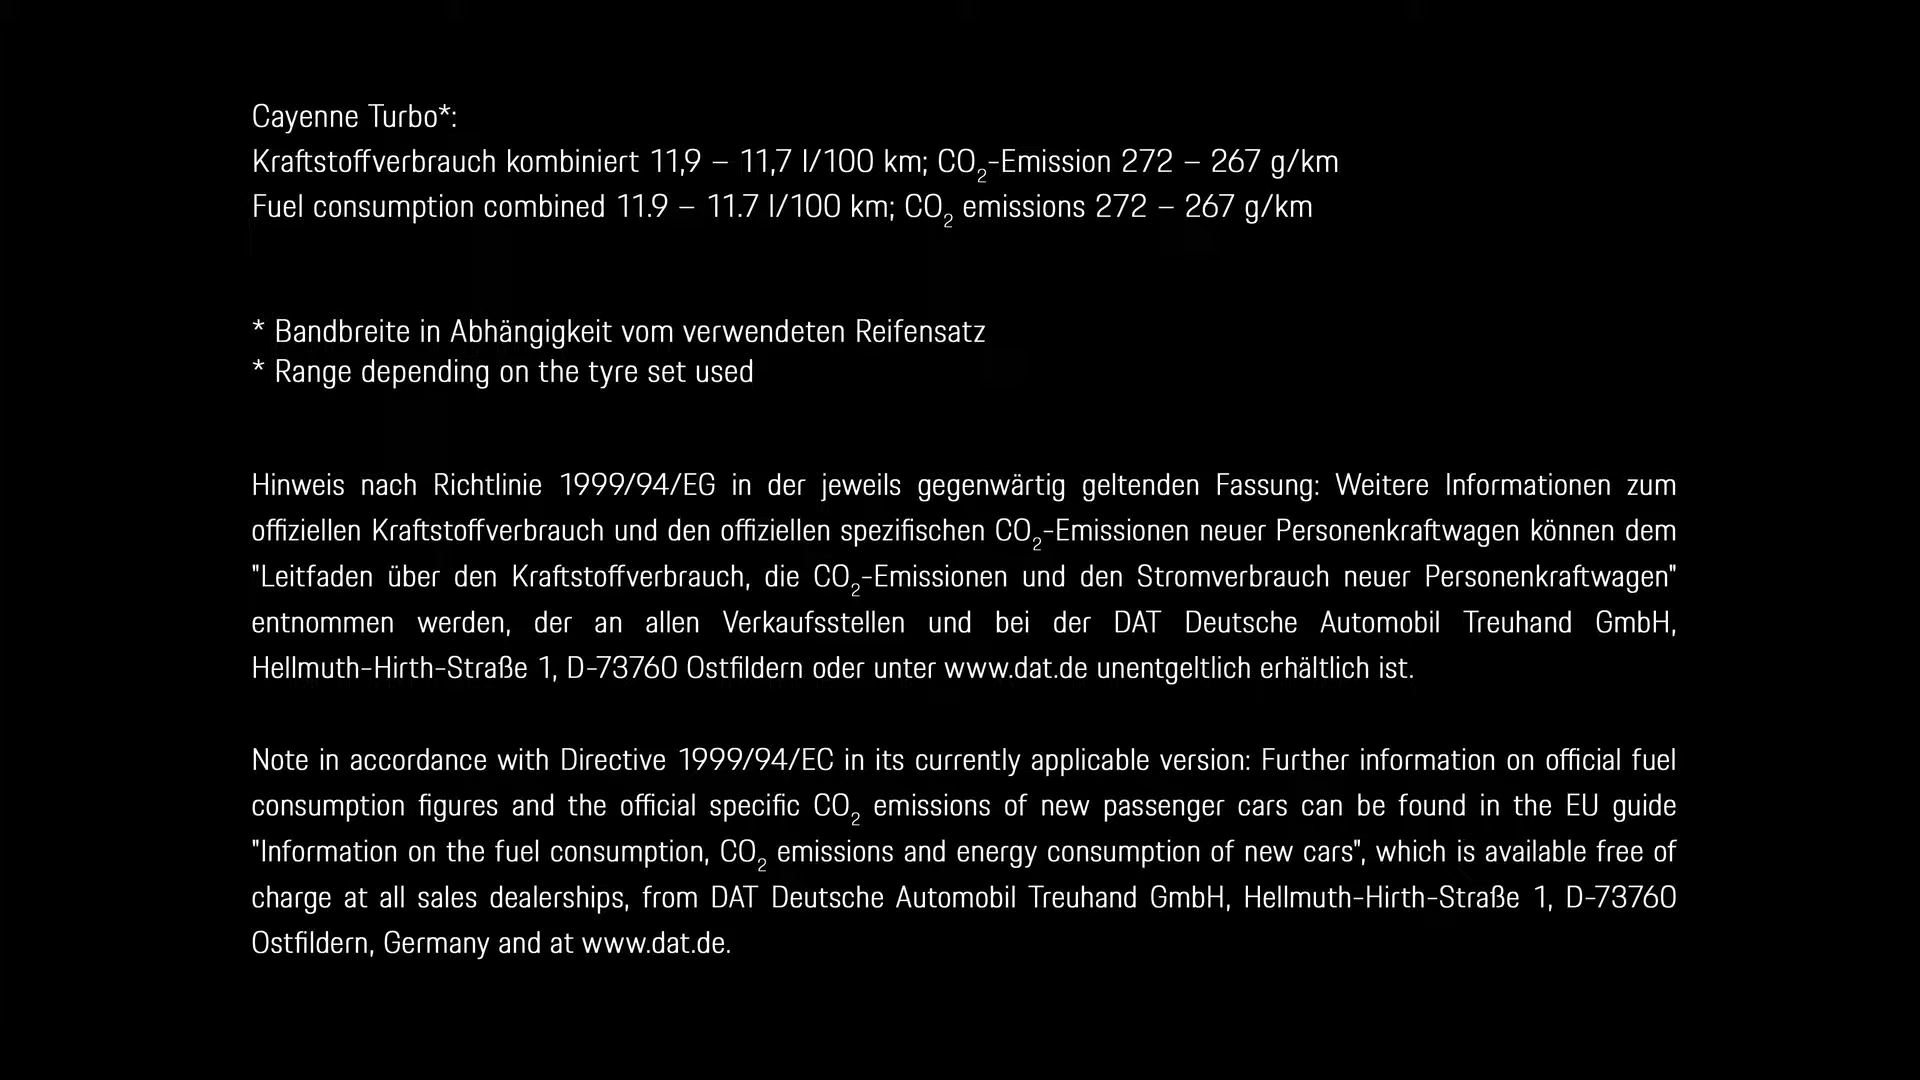 Cayenne Turbo*:
Kraftstoffverbrauch kombiniert 11,9 – 11,7 l/100 km; CO₂-Emission 272 – 267 g/km
Fuel consumption combined 11.9 – 11.7 l/100 km; CO₂ emissions 272 – 267 g/km
* Bandbreite in Abhängigkeit vom verwendeten Reifensatz
* Range depending on the tyre set used
Hinweis nach Richtlinie 1999/94/EG in der jeweils gegenwärtig geltenden Fassung: Weitere Informationen zum
offiziellen Kraftstoffverbrauch und den offiziellen spezifischen CO₂-Emissionen neuer Personenkraftwagen können dem
"Leitfaden über den Kraftstoffverbrauch, die CO₂-Emissionen und den Stromverbrauch neuer Personenkraftwagen"
entnommen werden, der an allen Verkaufsstellen und bei der DAT Deutsche Automobil Treuhand GmbH,
Hellmuth-Hirth-Straße 1, D-73760 Ostfildern oder unter www.dat.de unentgeltlich erhältlich ist.
Note in accordance with Directive 1999/94/EC in its currently applicable version: Further information on official fuel
consumption figures and the official specific CO₂ emissions of new passenger cars can be found in the EU guide
"Information on the fuel consumption, CO₂ emissions and energy consumption of new cars", which is available free of
charge at all sales dealerships, from DAT Deutsche Automobil Treuhand GmbH, Hellmuth-Hirth-Straße 1, D-73760
Ostfildern, Germany and at www.dat.de.